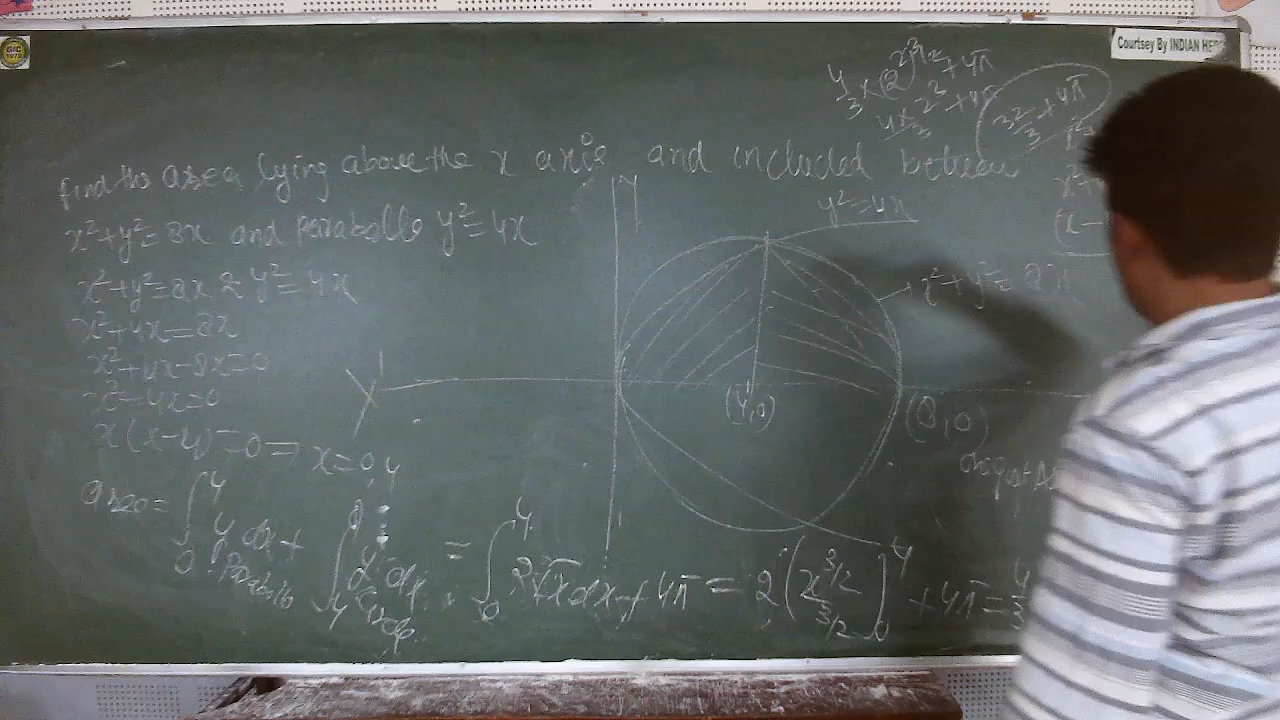 Courtsey By INDIAN HE
4/3 × (2)^2×3/2 + 4π
4/3 × 2^3 + 4π
32/3 + 4π
find the area lying above the x axis and included between
x²+y²=8x and parabolla y²=4x
x²+y²=8x & y²=4x
x²+4x=8x
x²+4x-8x=0
x²-4x=0
x(x-4)=0 ⇒ x=0,4
Y
y²=4x
x²+y²=8x
X'
(4,0)
(8,0)
area = ∫₀⁴ y dx + ∫₄⁸ y dx = ∫₀⁴ 2√x dx + 4π = 2(x^3/2 / 3/2]₀⁴ + 4π = 4/3
Parabola